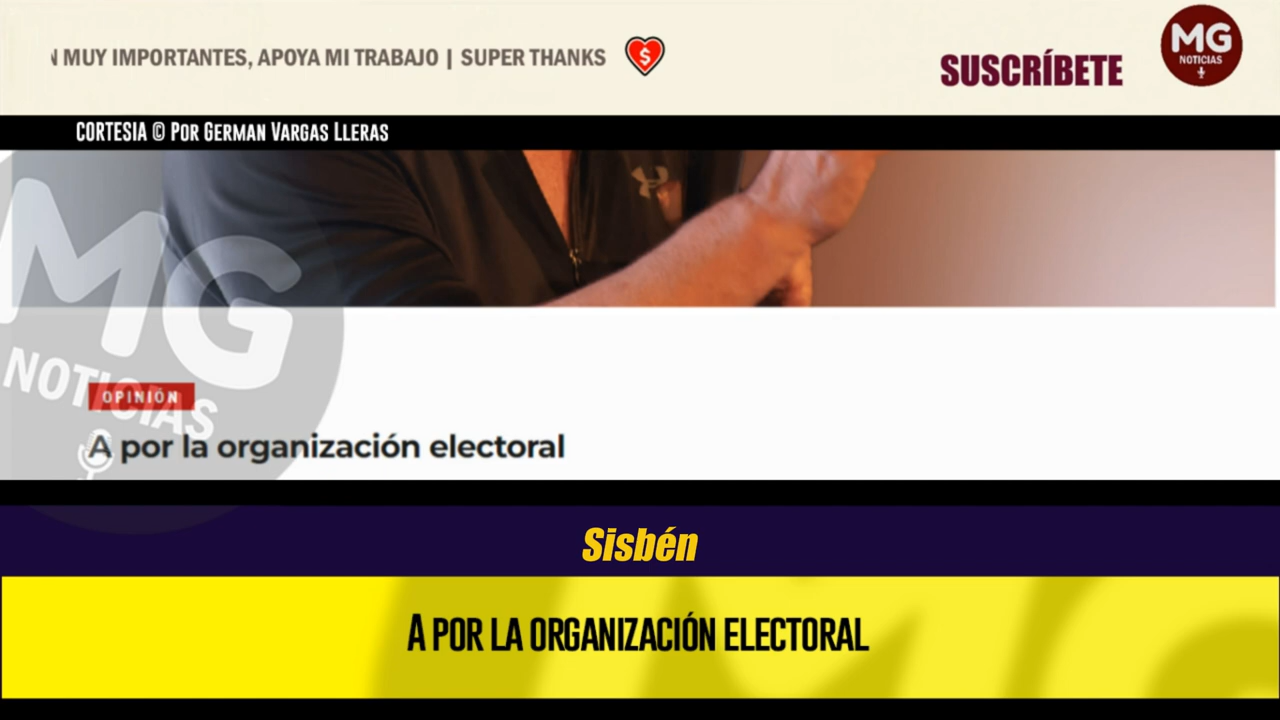 N MUY IMPORTANTES, APOYA MI TRABAJO | SUPER THANKS
SUSCRÍBETE
MG
NOTICIAS
CORTESIA © POR GERMAN VARGAS LLERAS
MG
NOTICIAS
OPINIÓN
A por la organización electoral
Sisbén
A POR LA ORGANIZACIÓN ELECTORAL